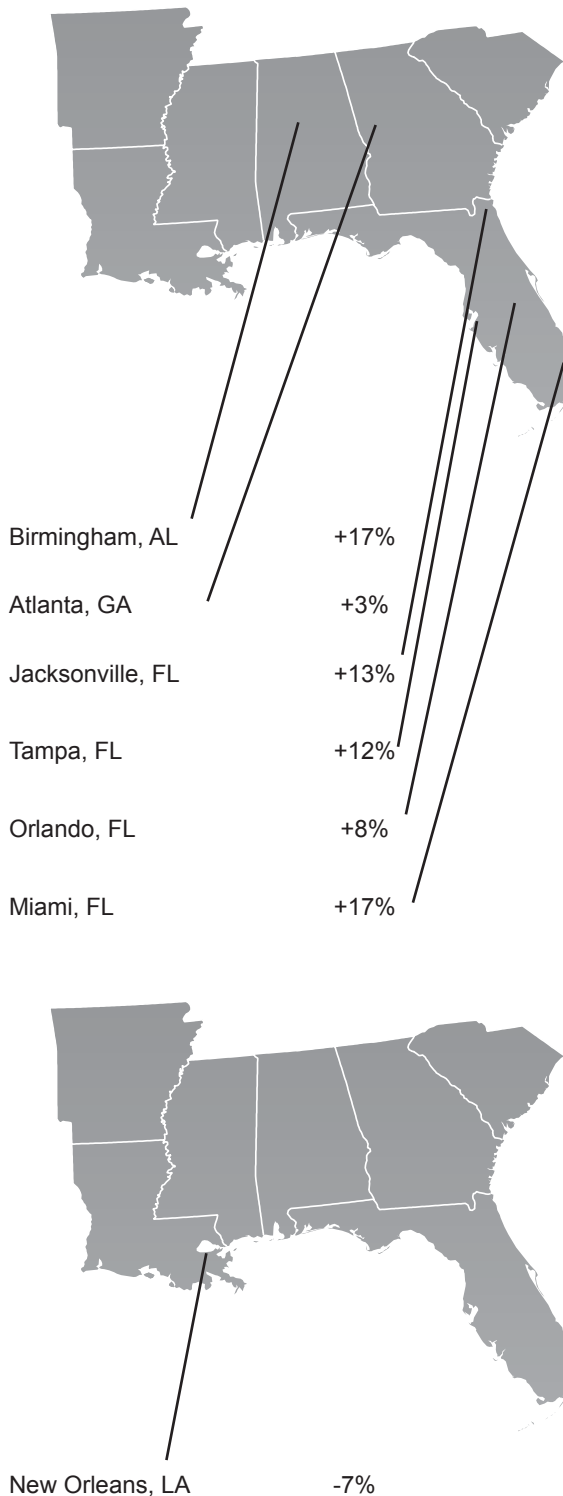 Birmingham, AL +17%
Atlanta, GA +3%
Jacksonville, FL +13%
Tampa, FL +12%
Orlando, FL +8%
Miami, FL +17%
New Orleans, LA -7%